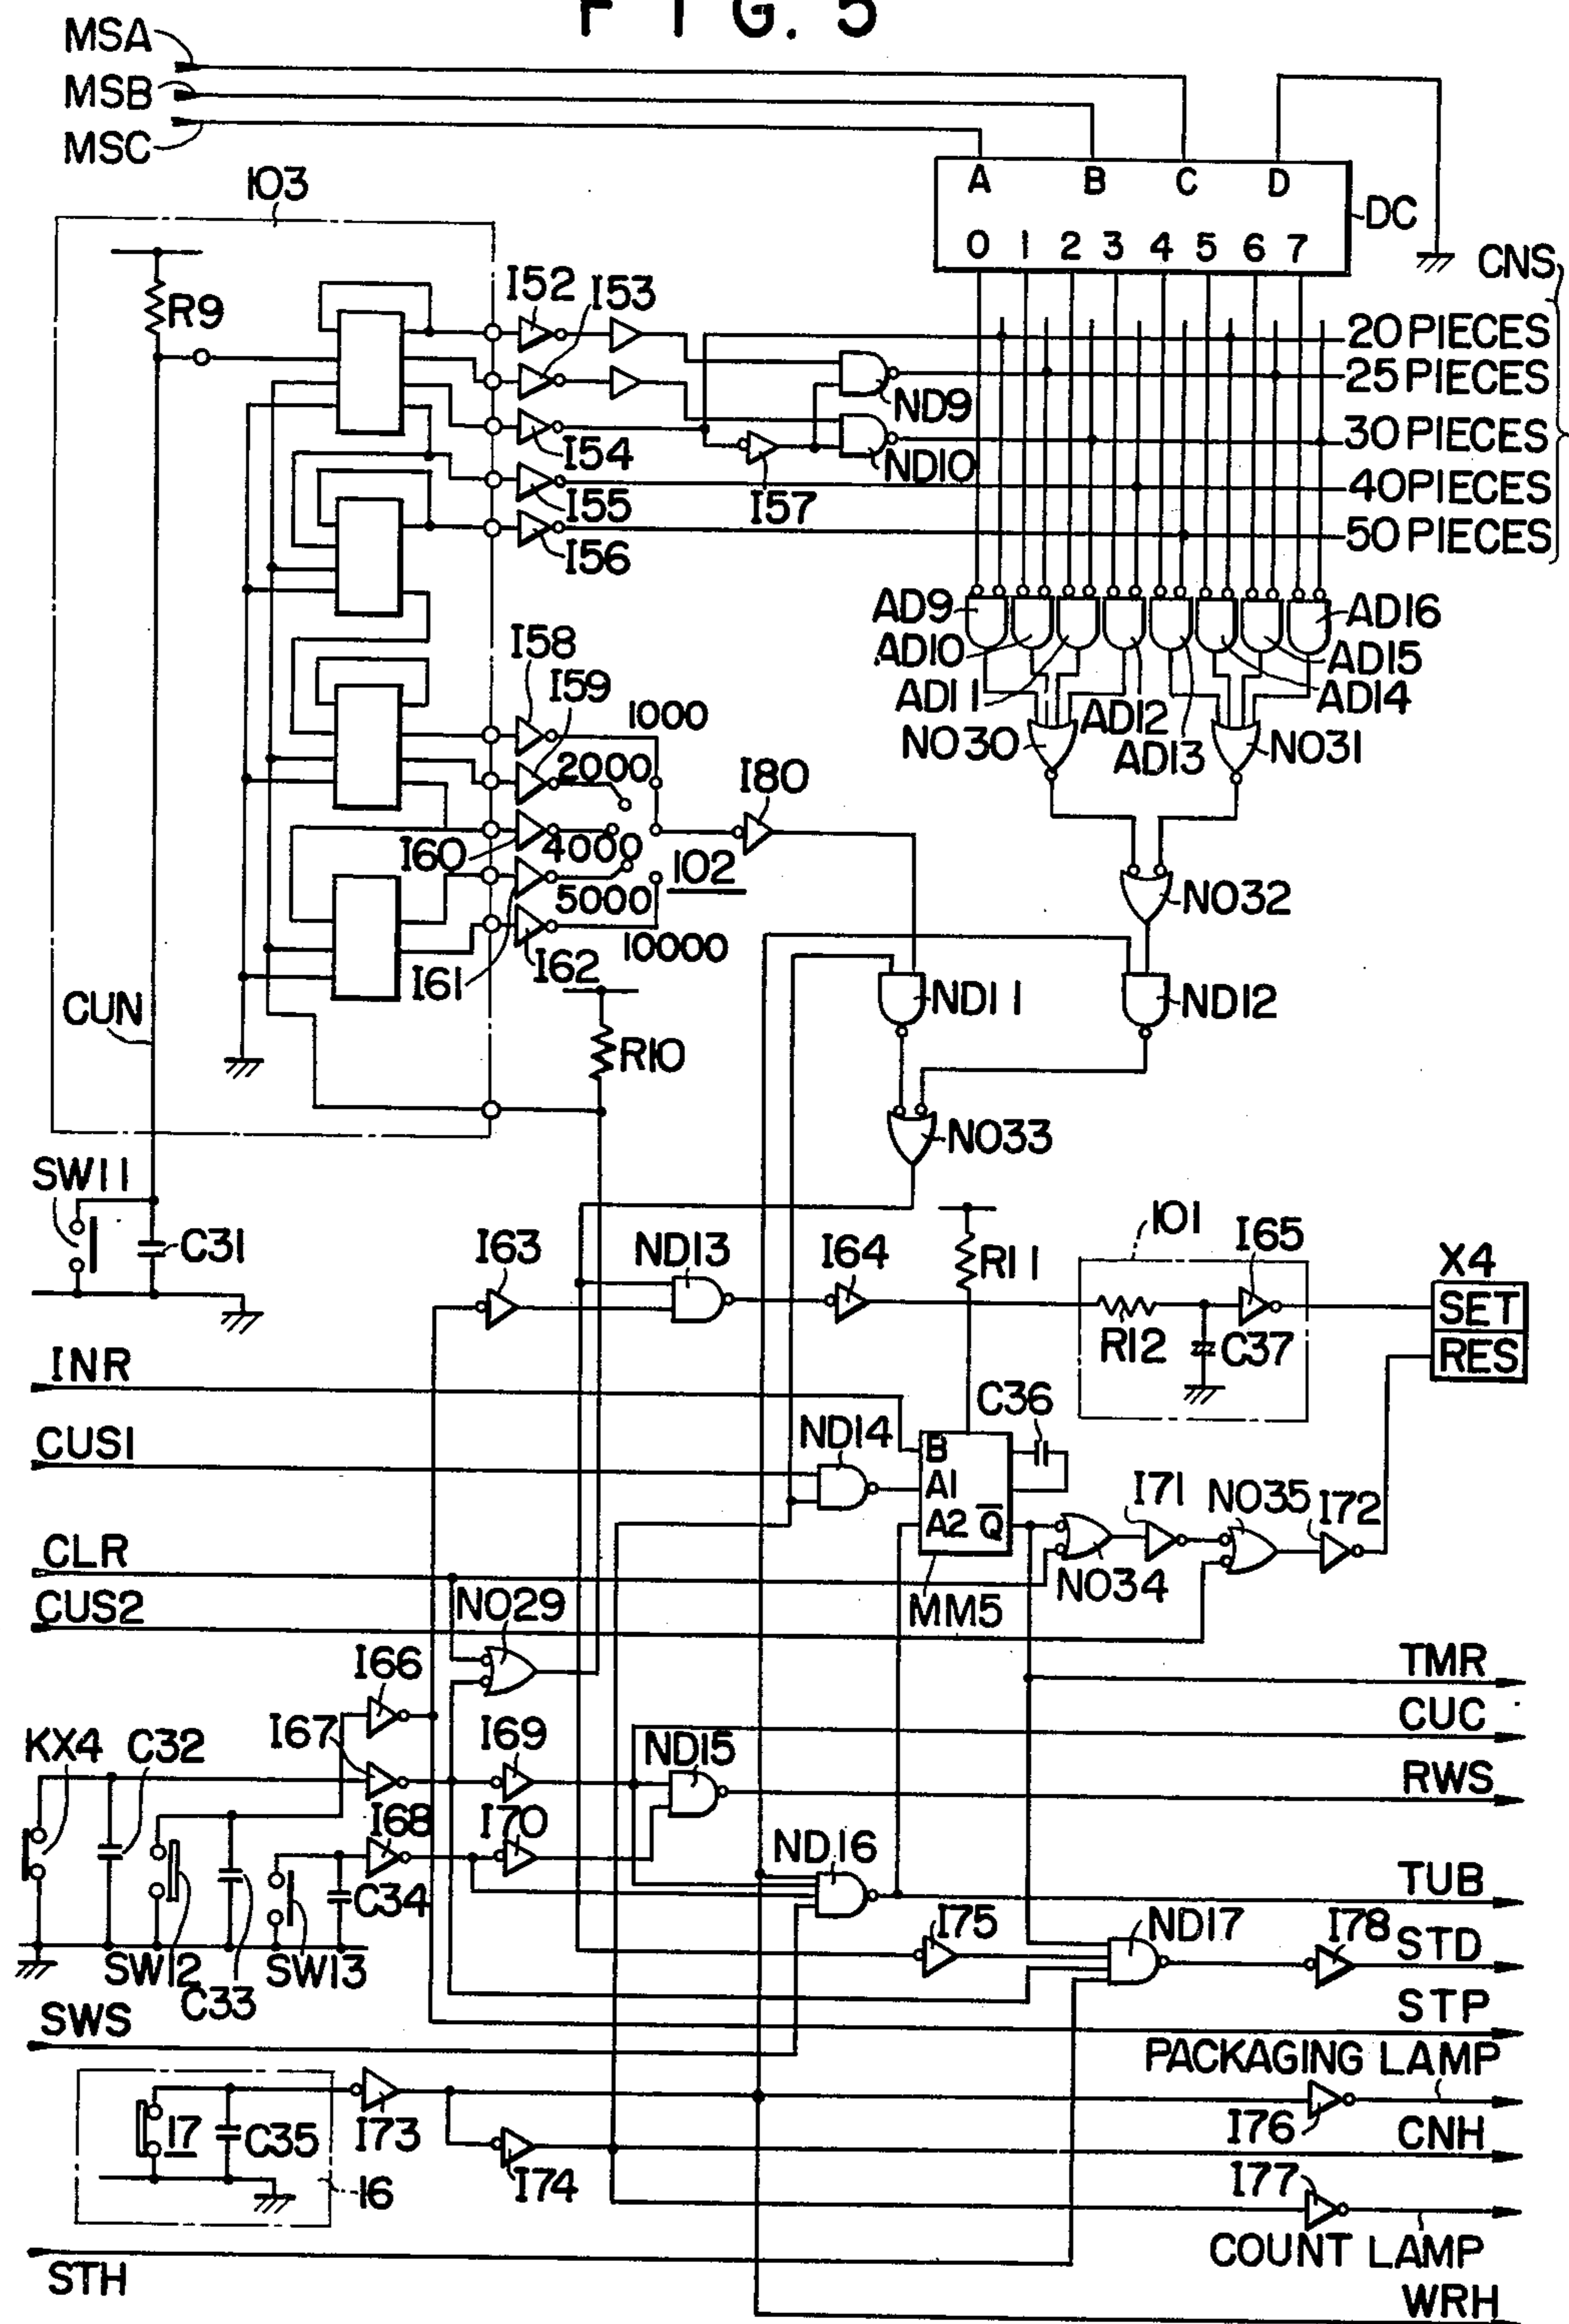 FIG. 5
MSA
MSB
MSC
103
A B C D
DC
0 1 2 3 4 5 6 7
CNS
R9
I52
I53
20 PIECES
25 PIECES
ND9
30 PIECES
I54
ND10
I55
I57
40 PIECES
I56
50 PIECES
AD9
AD16
AD10
AD15
AD11
AD14
AD12
AD13
I58
I59
1000
NO30
NO31
2000
I80
I60
4000
102
5000
NO32
I61
I62
10000
CUN
ND11
ND12
R10
NO33
SW11
C31
I63
ND13
I64
R11
101
I65
X4
SET
R12
C37
RES
INR
C36
CUS1
ND14
B
A1
A2 Q̅
I71
NO35
I72
CLR
NO34
CUS2
NO29
MM5
I66
TMR
CUC
KX4
C32
I67
I69
ND15
RWS
I68
I70
ND16
C34
TUB
I75
ND17
I78
STD
SW12
SW13
C33
STP
SWS
PACKAGING LAMP
17
C35
I73
I76
CNH
I74
16
I77
COUNT LAMP
STH
WRH